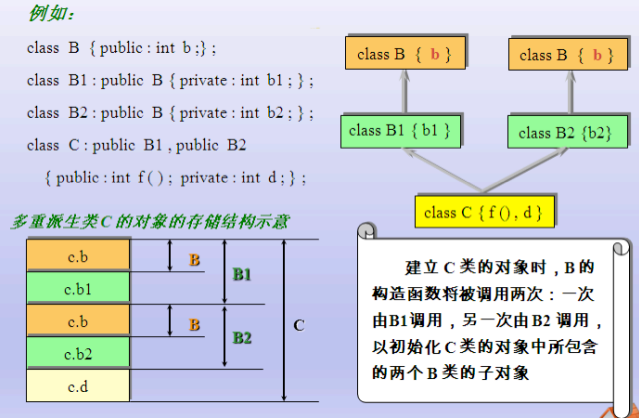 例如：
class B { public : int b ;} ;
class B1 : public B { private : int b1 ; } ;
class B2 : public B { private : int b2 ; } ;
class C : public B1 , public B2
{ public : int f ( ) ; private : int d ; } ;
class B { b }
class B { b }
class B1 { b1 }
class B2 {b2}
class C { f () , d }
多重派生类 C 的对象的存储结构示意
c.b
c.b1
c.b
c.b2
c.d
B
B1
B
B2
C
建立 C 类的对象时，B 的
构造函数将被调用两次：一次
由B1调用，另一次由B2 调用，
以初始化 C 类的对象中所包含
的两个 B 类的子对象